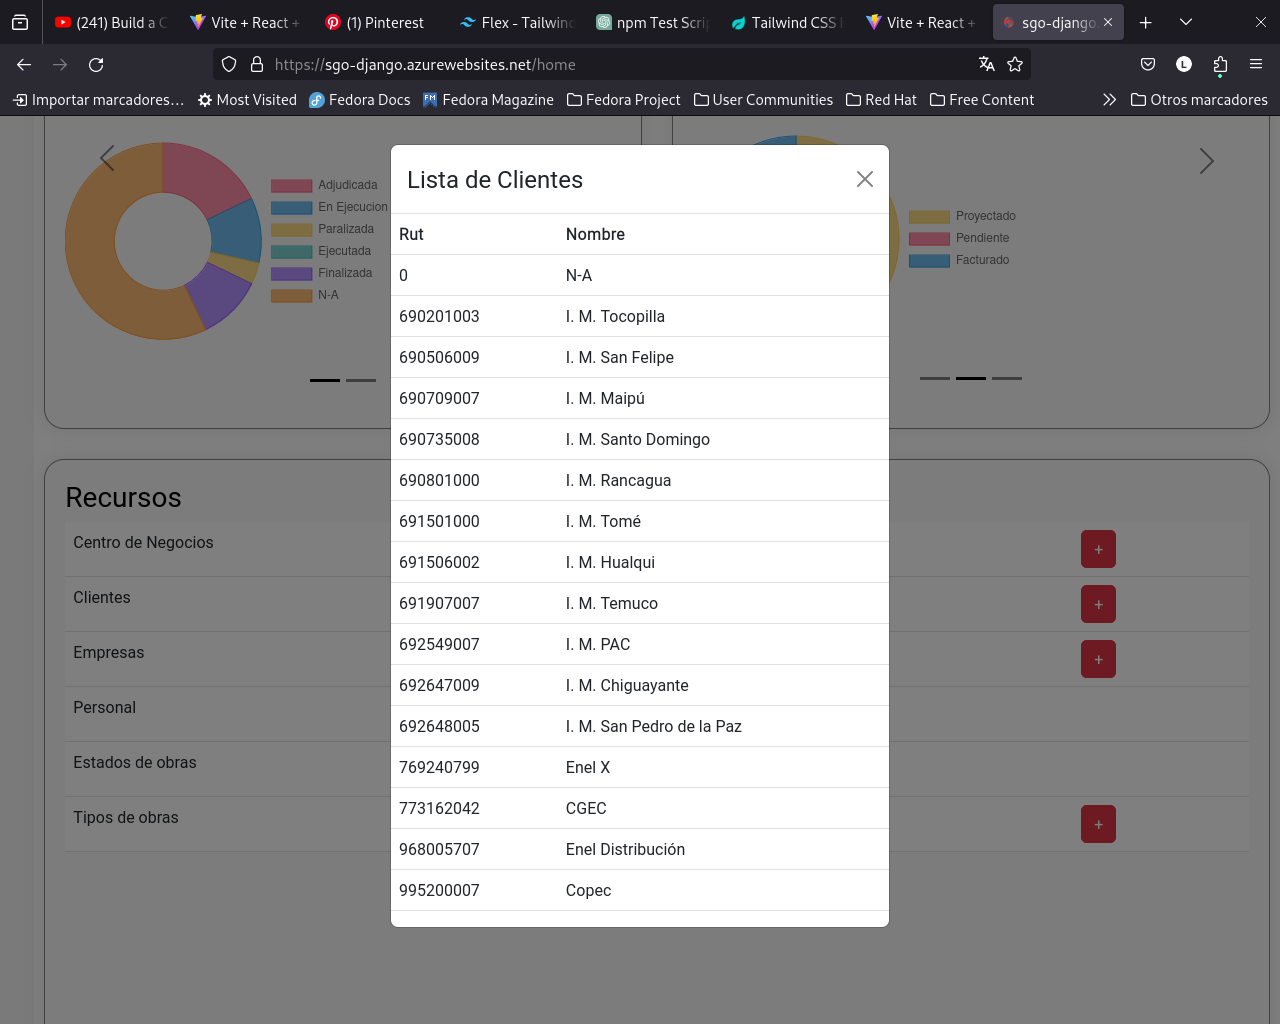 (241) Build a C
Vite + React +
(1) Pinterest
Flex - Tailwind
npm Test Scrip
Tailwind CSS
Vite + React +
sgo-django.
https://sgo-django.azurewebsites.net/home
L
Importar marcadores…
Most Visited
Fedora Docs
FM Fedora Magazine
Fedora Project
User Communities
Red Hat
Free Content
Otros marcadores
Adjudicada
En Ejecucion
Paralizada
Ejecutada
Finalizada
N-A
Proyectado
Pendiente
Facturado
Lista de Clientes
Rut Nombre
0 N-A
690201003 I. M. Tocopilla
690506009 I. M. San Felipe
690709007 I. M. Maipú
690735008 I. M. Santo Domingo
690801000 I. M. Rancagua
691501000 I. M. Tomé
691506002 I. M. Hualqui
691907007 I. M. Temuco
692549007 I. M. PAC
692647009 I. M. Chiguayante
692648005 I. M. San Pedro de la Paz
769240799 Enel X
773162042 CGEC
968005707 Enel Distribución
995200007 Copec
Recursos
Centro de Negocios +
Clientes +
Empresas +
Personal
Estados de obras
Tipos de obras +